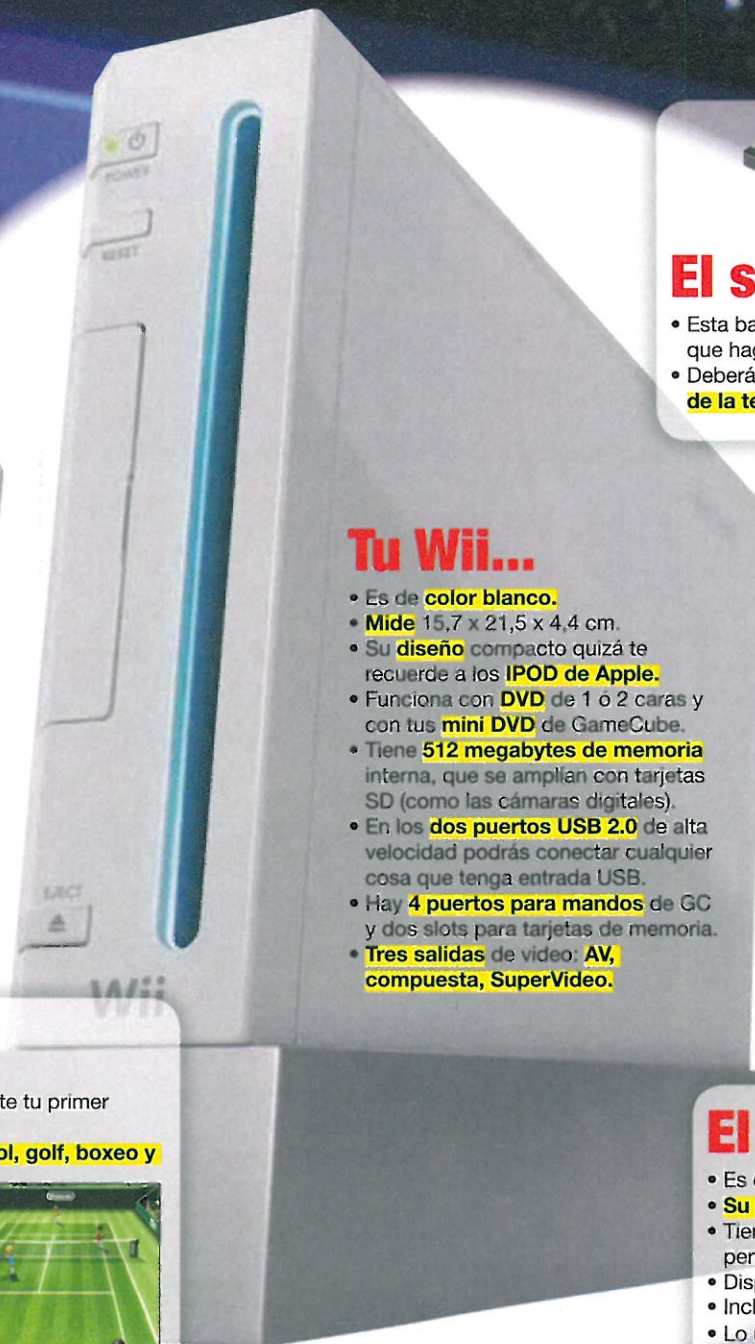 POWER
RESET
El s
• Esta ba
que hag
• Deberá
de la te
Tu Wii...
• Es de color blanco.
• Mide 15,7 x 21,5 x 4,4 cm.
• Su diseño compacto quizá te
recuerde a los IPOD de Apple.
• Funciona con DVD de 1 ó 2 caras y
con tus mini DVD de GameCube.
• Tiene 512 megabytes de memoria
interna, que se amplían con tarjetas
SD (como las cámaras digitales).
• En los dos puertos USB 2.0 de alta
velocidad podrás conectar cualquier
cosa que tenga entrada USB.
• Hay 4 puertos para mandos de GC
y dos slots para tarjetas de memoria.
• Tres salidas de video: AV,
compuesta, SuperVideo.
EJECT
Wii
te tu primer
ol, golf, boxeo y
El
• Es
• Su
• Tien
per
• Dis
• Incl
• Lo